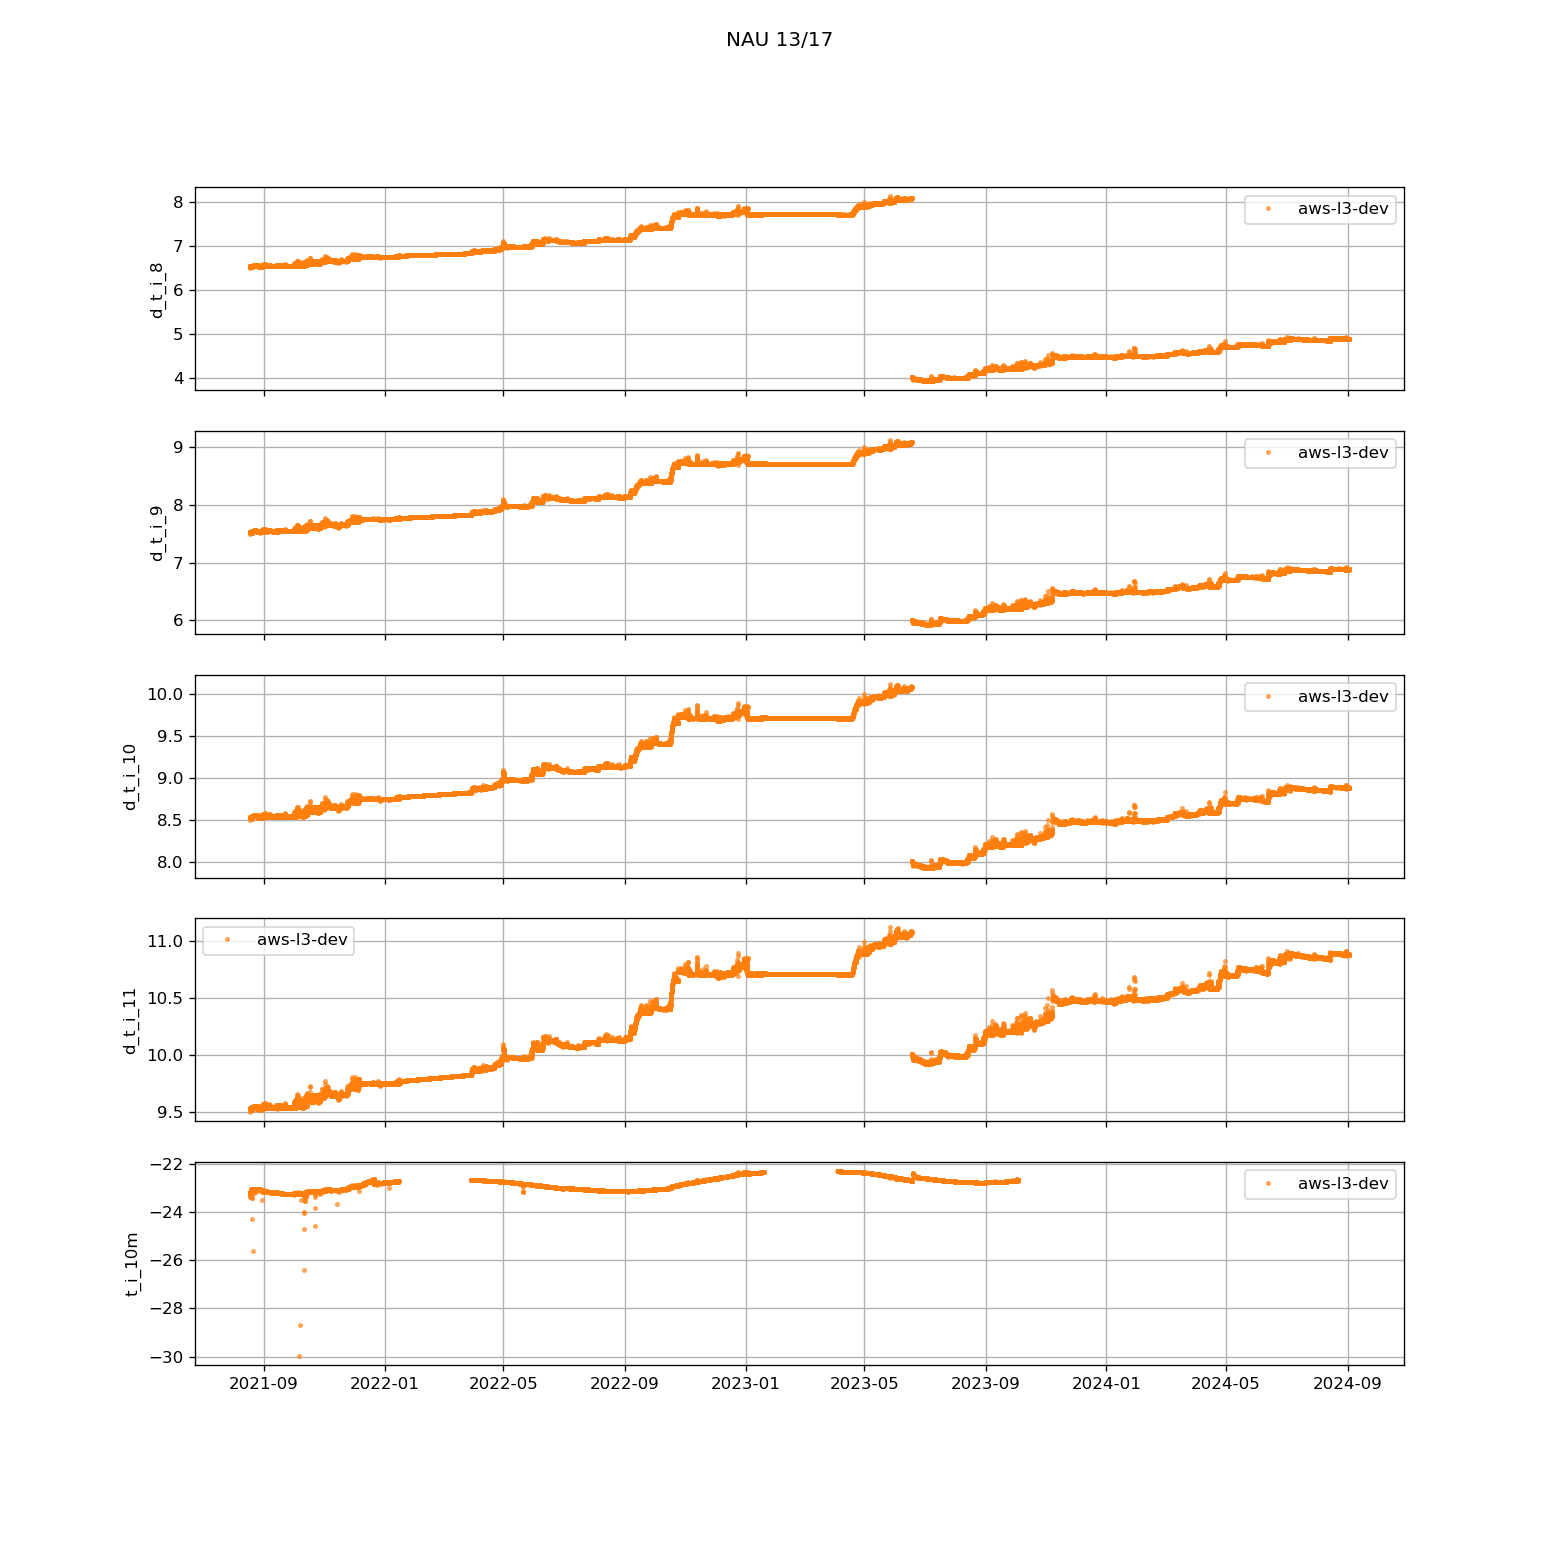 NAU 13/17
8
7
6
5
4
d_t_i_8
aws-l3-dev
9
8
7
6
d_t_i_9
aws-l3-dev
10.0
9.5
9.0
8.5
8.0
d_t_i_10
aws-l3-dev
11.0
10.5
10.0
9.5
d_t_i_11
aws-l3-dev
−22
−24
−26
−28
−30
t_i_10m
aws-l3-dev
2021-09 2022-01 2022-05 2022-09 2023-01 2023-05 2023-09 2024-01 2024-05 2024-09